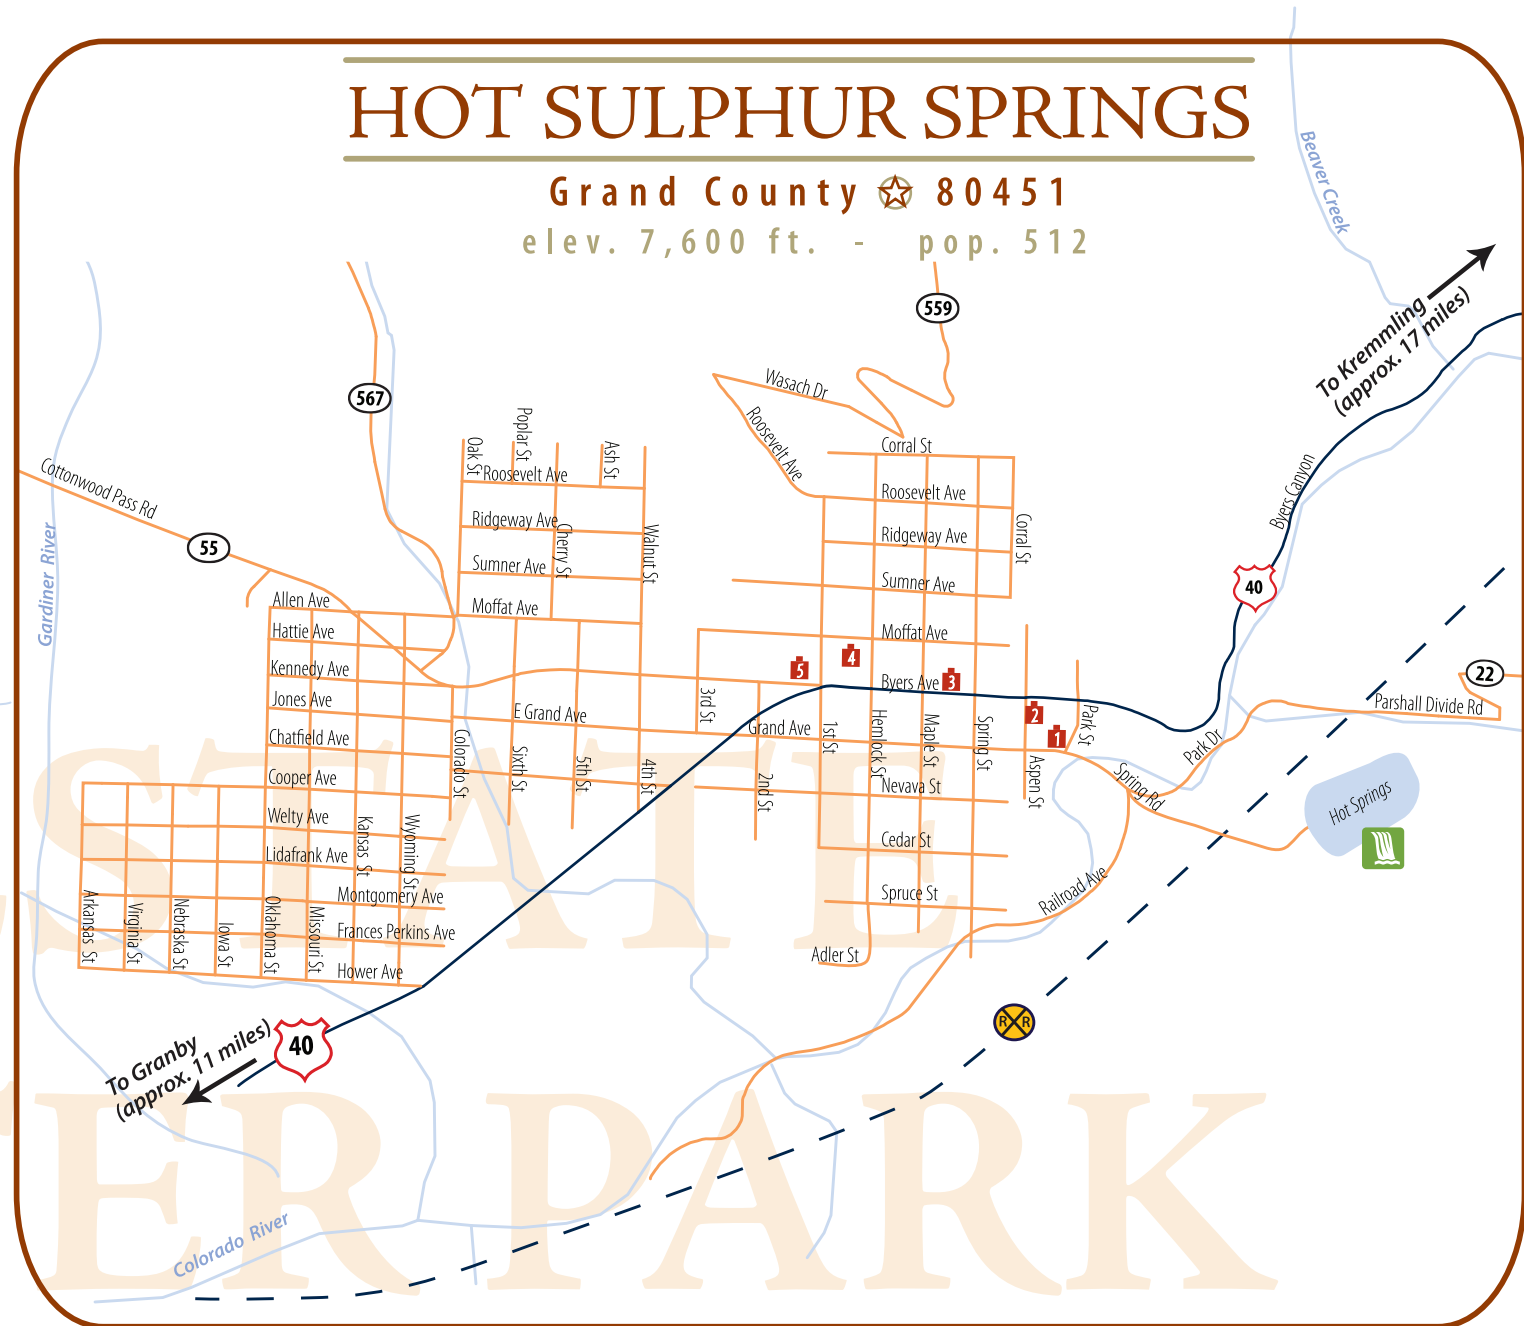 HOT SULPHUR SPRINGS
Grand County 80451
elev. 7,600 ft. - pop. 512
Beaver Creek
To Kremmling
(approx. 17 miles)
559
567
Wasach Dr
Roosevelt Ave
Corral St
Roosevelt Ave
Ridgeway Ave
Corral St
Sumner Ave
Moffat Ave
Byers Ave
Oak St
Poplar St
Ash St
Roosevelt Ave
Ridgeway Ave
Cherry St
Walnut St
Sumner Ave
Moffat Ave
Cottonwood Pass Rd
55
Gardiner River
Byers Canyon
40
22
Parshall Divide Rd
Allen Ave
Hattie Ave
Kennedy Ave
Jones Ave
Chatfield Ave
Cooper Ave
Welty Ave
Lidafrank Ave
Montgomery Ave
Frances Perkins Ave
Hower Ave
5
4
3
2
1
E Grand Ave
Grand Ave
3rd St
1st St
Hemlock St
Maple St
Spring St
Park St
Aspen St
Colorado St
Sixth St
5th St
4th St
2nd St
Nevava St
Cedar St
Spruce St
Adler St
Spring Rd
Park Dr
Hot Springs
Railroad Ave
Kansas St
Wyoming St
Arkansas St
Virginia St
Nebraska St
Iowa St
Oklahoma St
Missouri St
R R
40
To Granby
(approx. 11 miles)
Colorado River
ESTATE
ER PARK